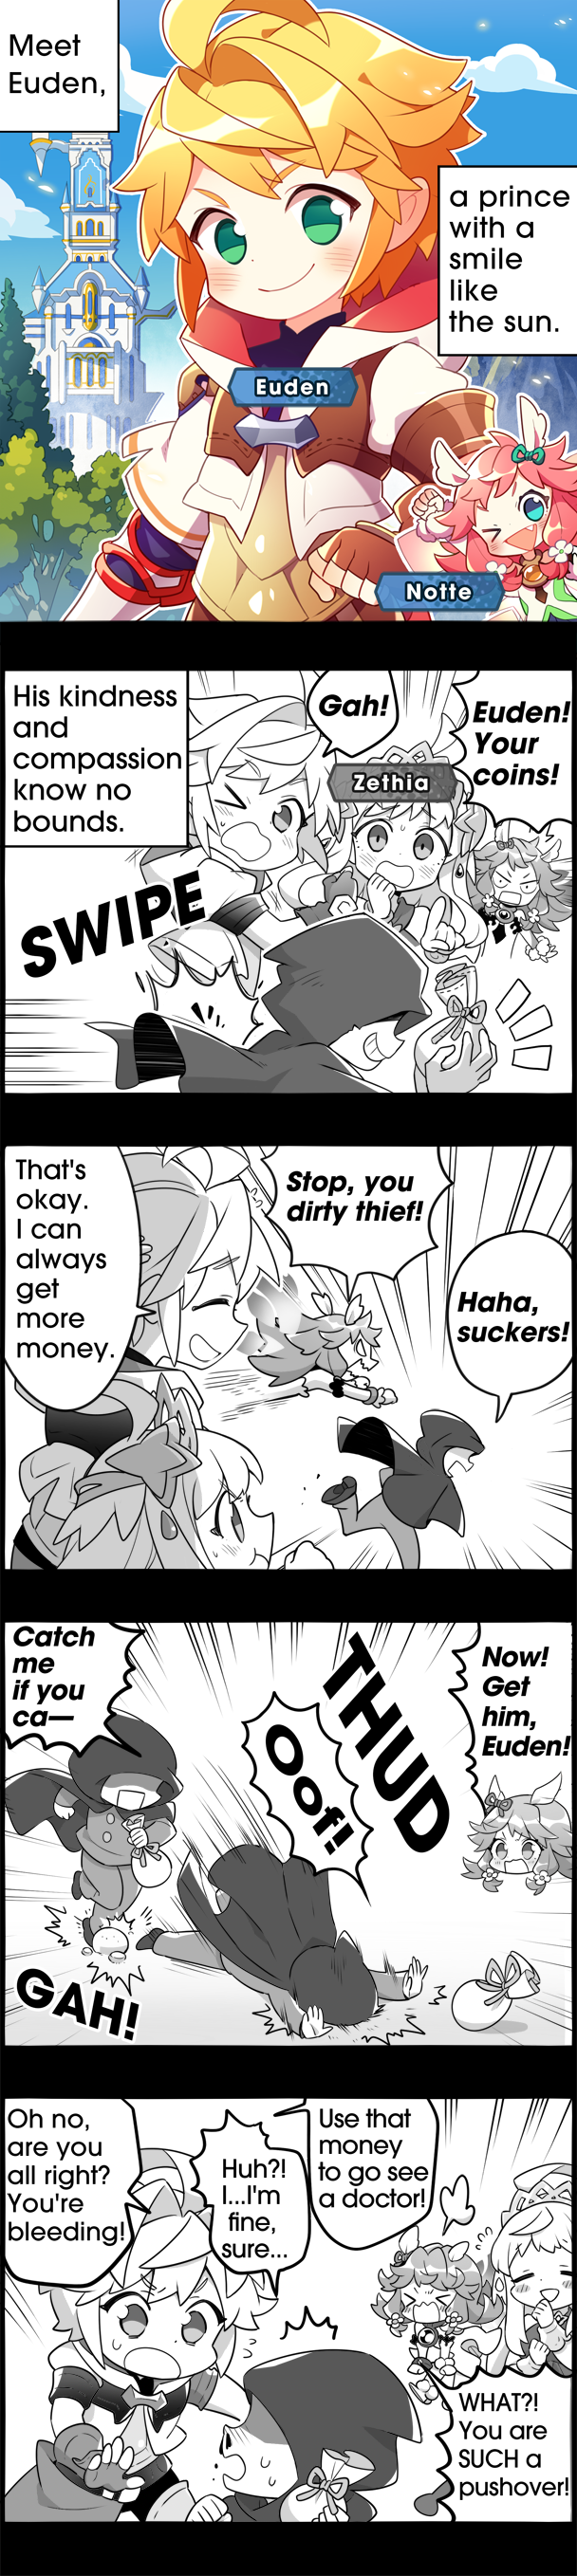 Meet
Euden,
a prince
with a
smile
like
the sun.
Euden
Notte
His kindness
and
compassion
know no
bounds.
Gah!
Euden!
Your
coins!
Zethia
SWIPE
That's
okay.
I can
always
get
more
money.
Stop, you
dirty thief!
Haha,
suckers!
Catch
me
if you
ca—
GAH!
THUD
Oof!
Now!
Get
him,
Euden!
Oh no,
are you
all right?
You're
bleeding!
Huh?!
I...I'm
fine,
sure...
Use that
money
to go see
a doctor!
WHAT?!
You are
SUCH a
pushover!